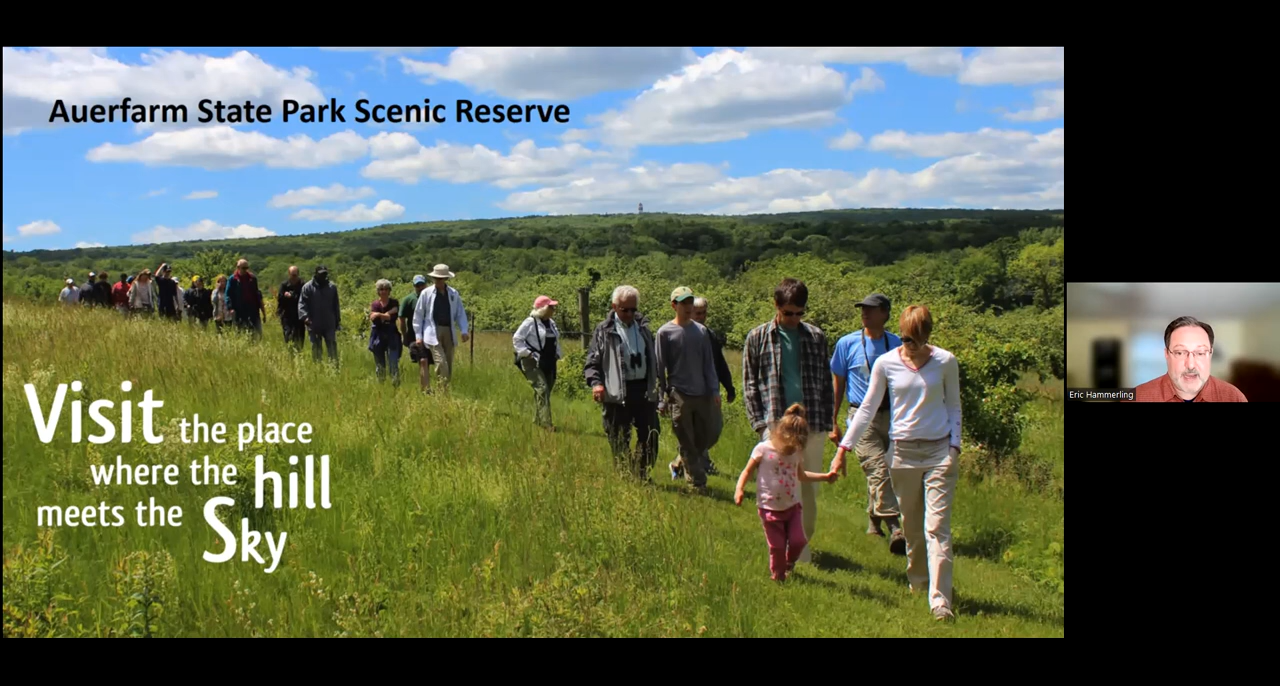 Auerfarm State Park Scenic Reserve
Visit the place
where the hill
meets the Sky
Eric Hammerling